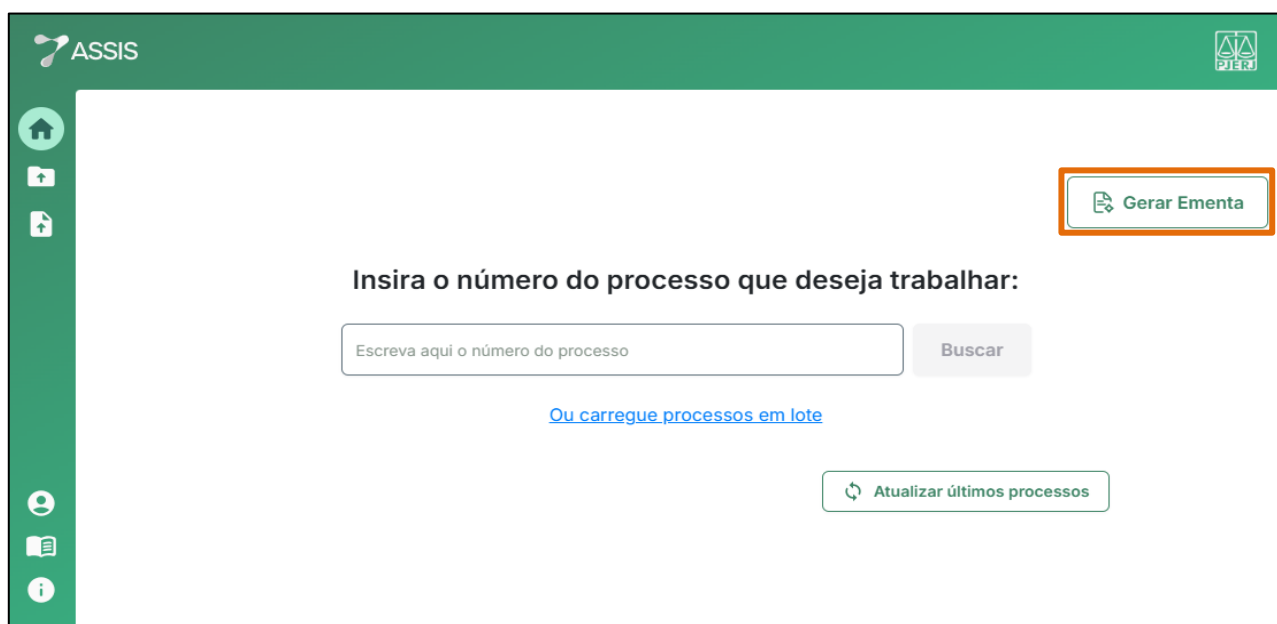 ASSIS
PJERJ
Gerar Ementa
Insira o número do processo que deseja trabalhar:
Escreva aqui o número do processo
Buscar
Ou carregue processos em lote
Atualizar últimos processos